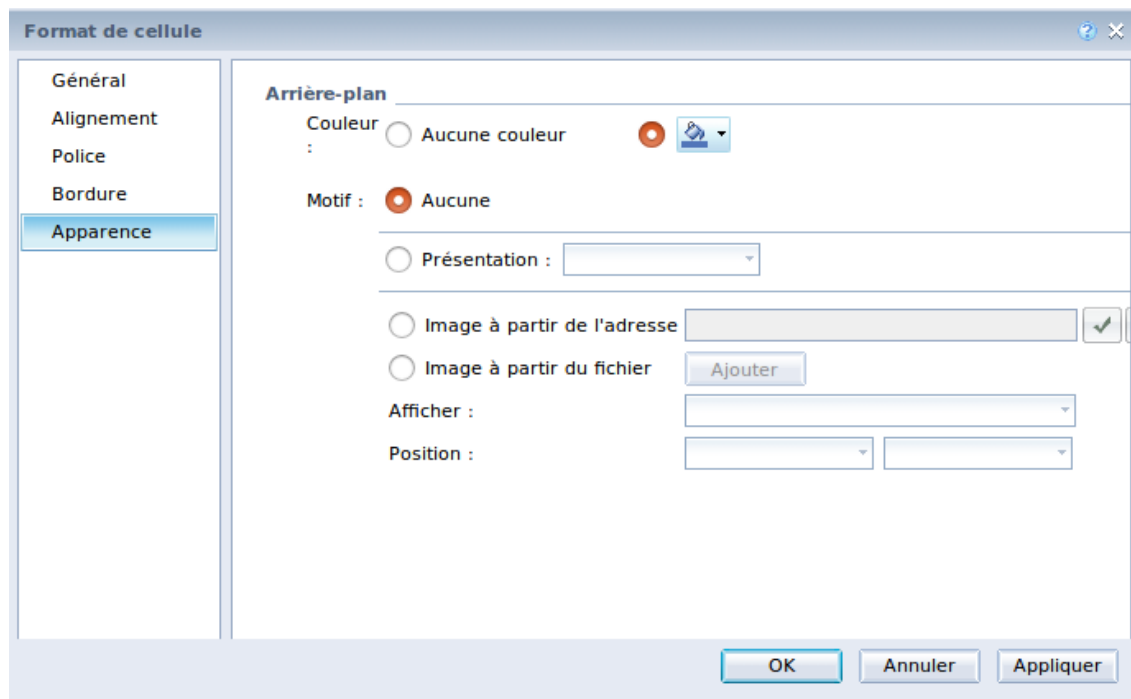 Format de cellule
Général
Alignement
Police
Bordure
Apparence
Arrière-plan
Couleur :
Aucune couleur
Motif :
Aucune
Présentation :
Image à partir de l'adresse
Image à partir du fichier
Ajouter
Afficher :
Position :
OK
Annuler
Appliquer